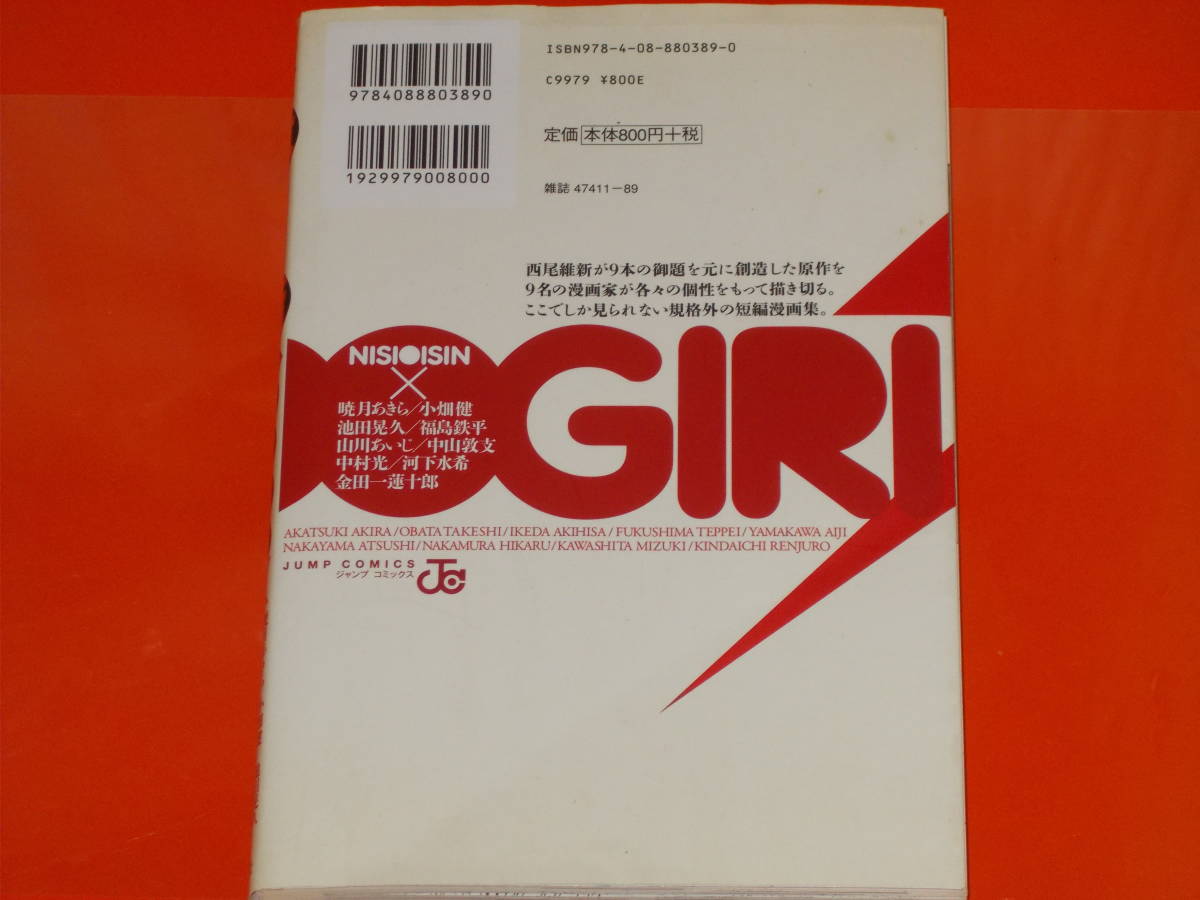 ISBN978-4-08-880389-0
C9979 ¥800E
9784088803890
定価 本体800円+税
1929979008000
雑誌 47411-89
西尾維新が9本の御題を元に創造した原作を
9名の漫画家が各々の個性をもって描き切る。
ここでしか見られない規格外の短編漫画集。
OGIRI
NISIOISIN
×
暁月あきら/小畑健
池田晃久/福島鉄平
山川あいじ/中山敦支
中村光/河下水希
金田一蓮十郎
AKATSUKI AKIRA/OBATA TAKESHI/IKEDA AKIHISA/FUKUSHIMA TEPPEI/YAMAKAWA AIJI
NAKAYAMA ATSUSHI/NAKAMURA HIKARU/KAWASHITA MIZUKI/KINDAICHI RENJURO
JUMP COMICS
ジャンプ コミックス
JC